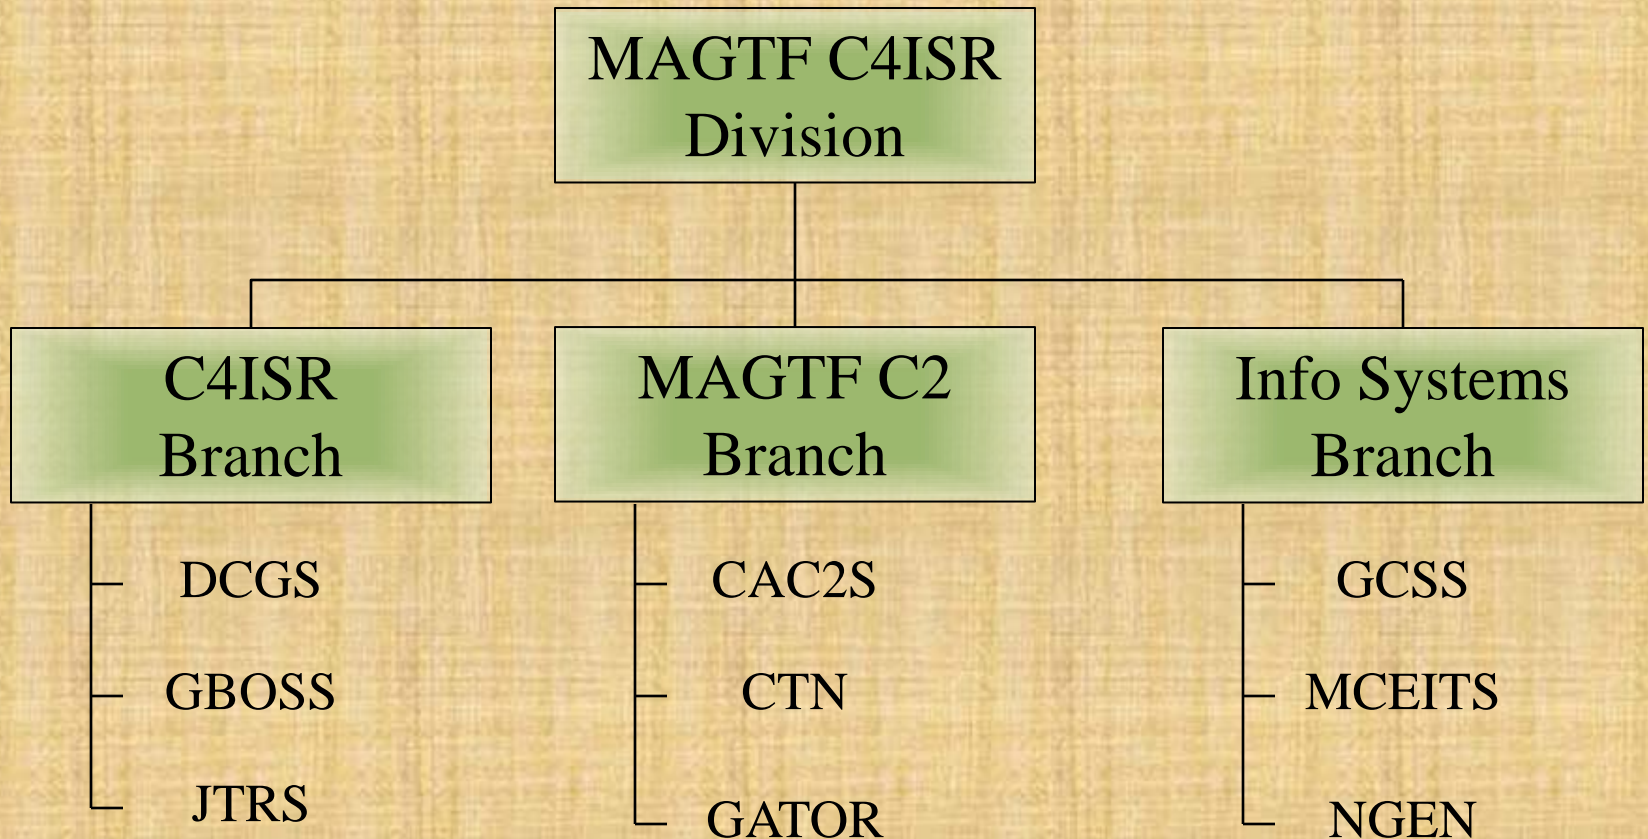 MAGTF C4ISR
Division
C4ISR
Branch
DCGS
GBOSS
JTRS
MAGTF C2
Branch
CAC2S
CTN
GATOR
Info Systems
Branch
GCSS
MCEITS
NGEN